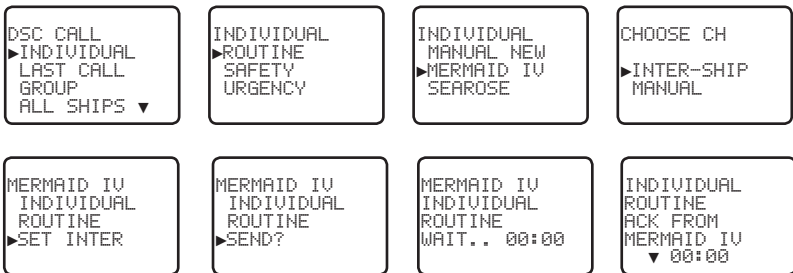 DSC CALL
►INDIVIDUAL
LAST CALL
GROUP
ALL SHIPS ▼
INDIVIDUAL
►ROUTINE
SAFETY
URGENCY
INDIVIDUAL
MANUAL NEW
►MERMAID IV
SEAROSE
CHOOSE CH
►INTER-SHIP
MANUAL
MERMAID IV
INDIVIDUAL
ROUTINE
►SET INTER
MERMAID IV
INDIVIDUAL
ROUTINE
►SEND?
MERMAID IV
INDIVIDUAL
ROUTINE
WAIT.. 00:00
INDIVIDUAL
ROUTINE
ACK FROM
MERMAID IV
▼ 00:00